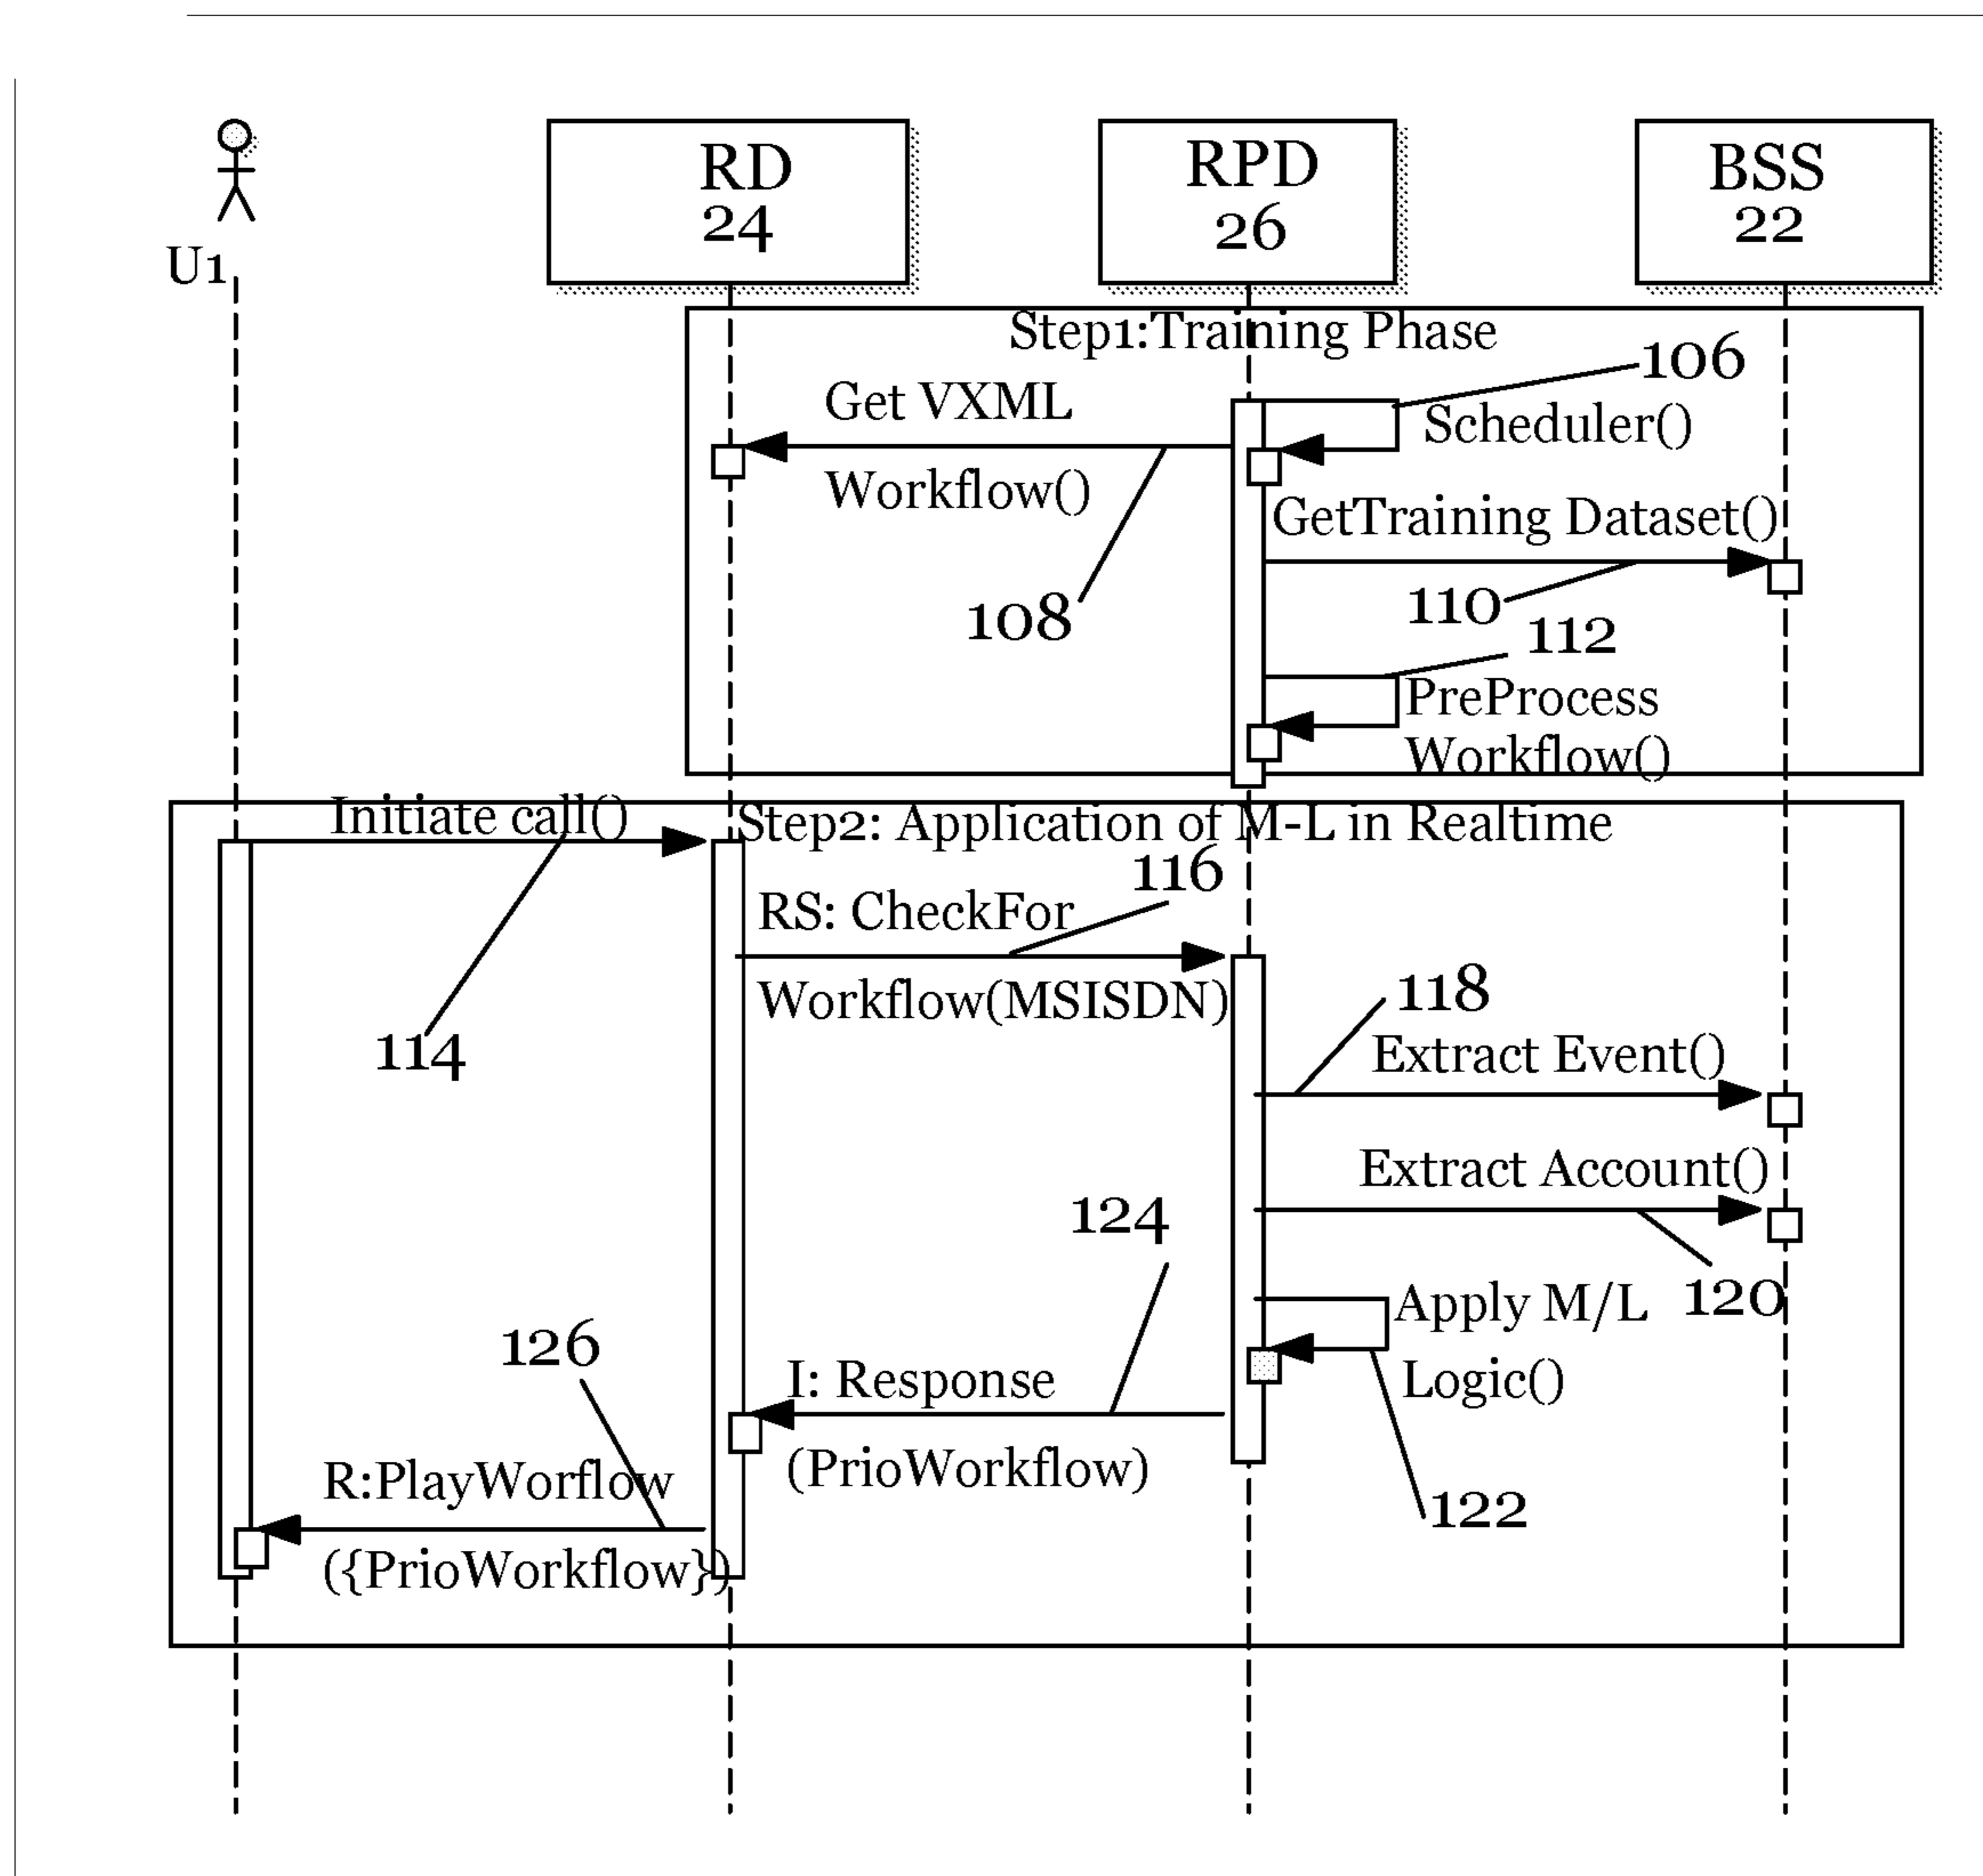 U1
RD
24
RPD
26
BSS
22
Step1:Training Phase
106
Get VXML
Workflow()
Scheduler()
108
GetTraining Dataset()
110
112
PreProcess
Workflow()
Initiate call()
Step2: Application of M-L in Realtime
114
116
RS: CheckFor
Workflow(MSISDN)
118
Extract Event()
Extract Account()
120
124
Apply M/L
Logic()
122
126
I: Response
(PrioWorkflow)
R:PlayWorflow
({PrioWorkflow})